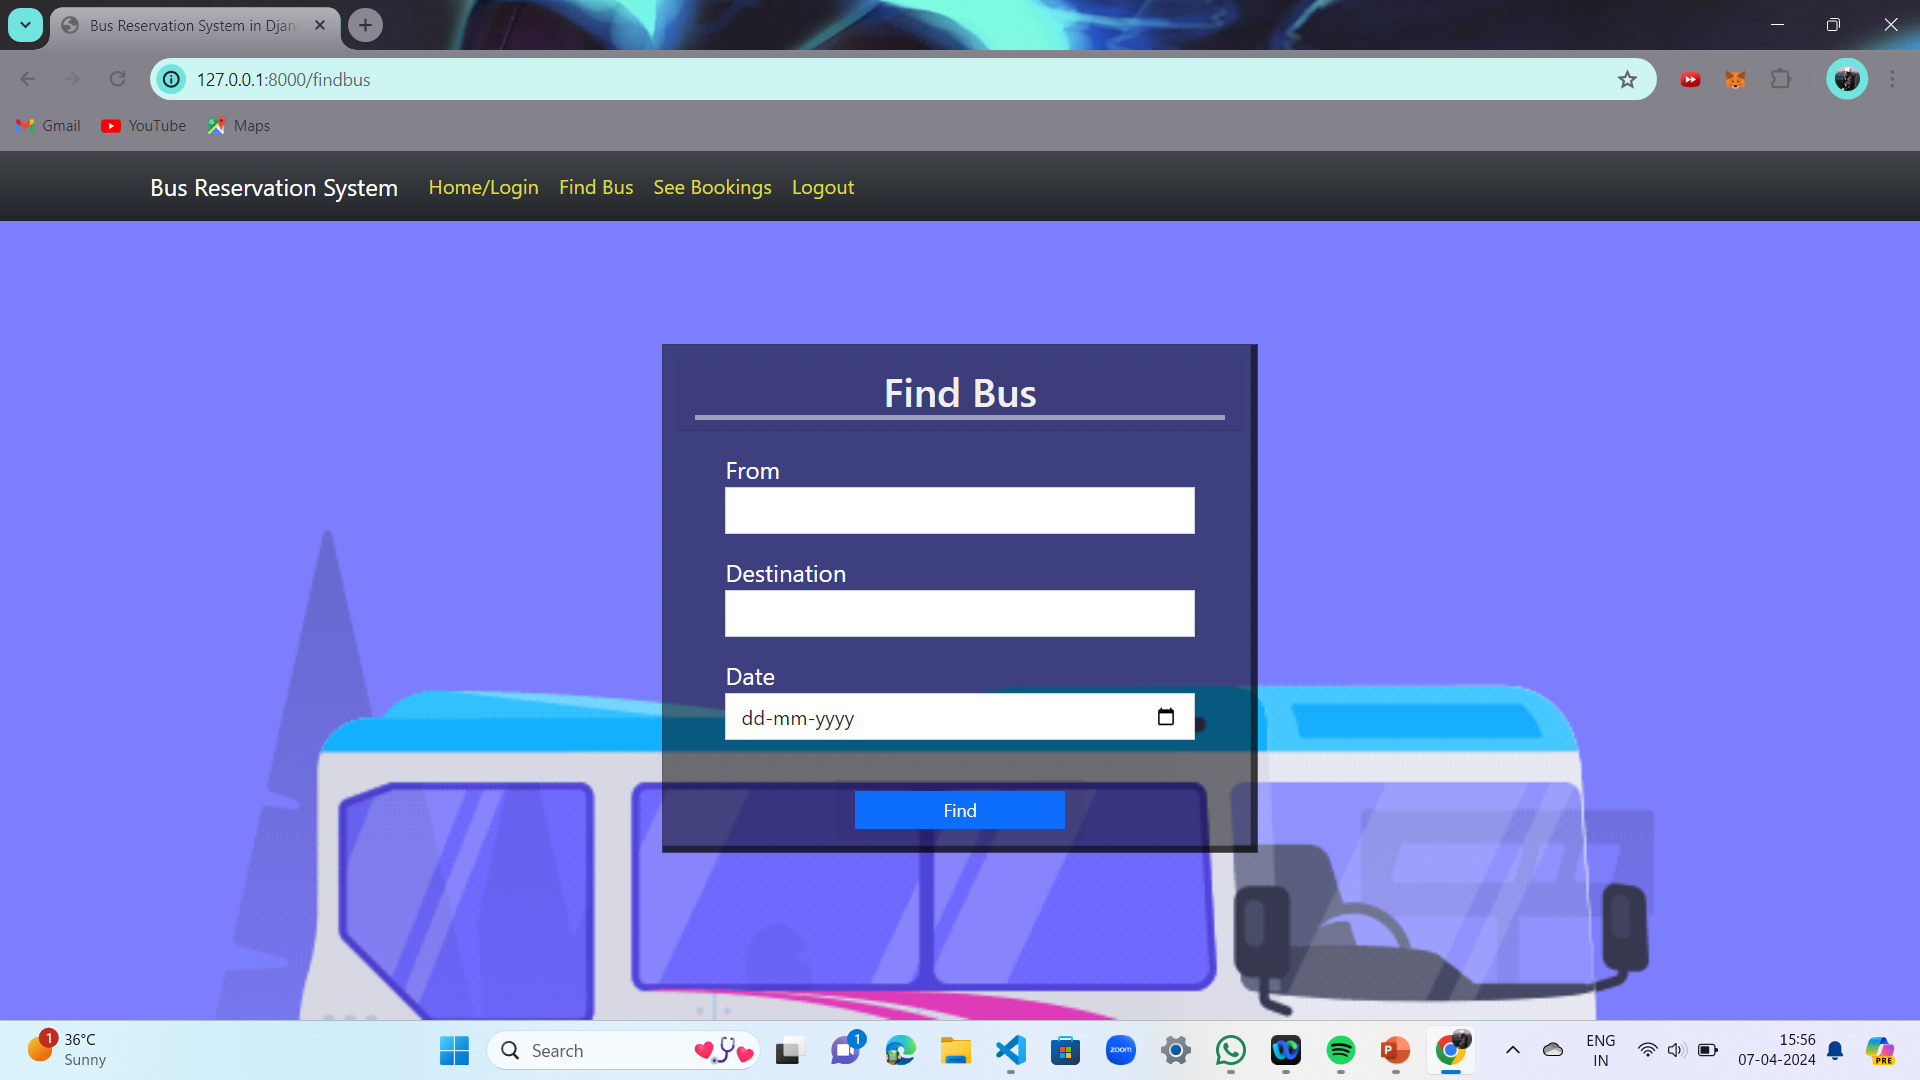 Bus Reservation System in Djan
127.0.0.1:8000/findbus
Gmail YouTube Maps
Bus Reservation System Home/Login Find Bus See Bookings Logout
Find Bus
From
Destination
Date
dd-mm-yyyy
Find
1 36°C
Sunny
Search
1
zoom
ENG
IN
15:56
07-04-2024
PRE